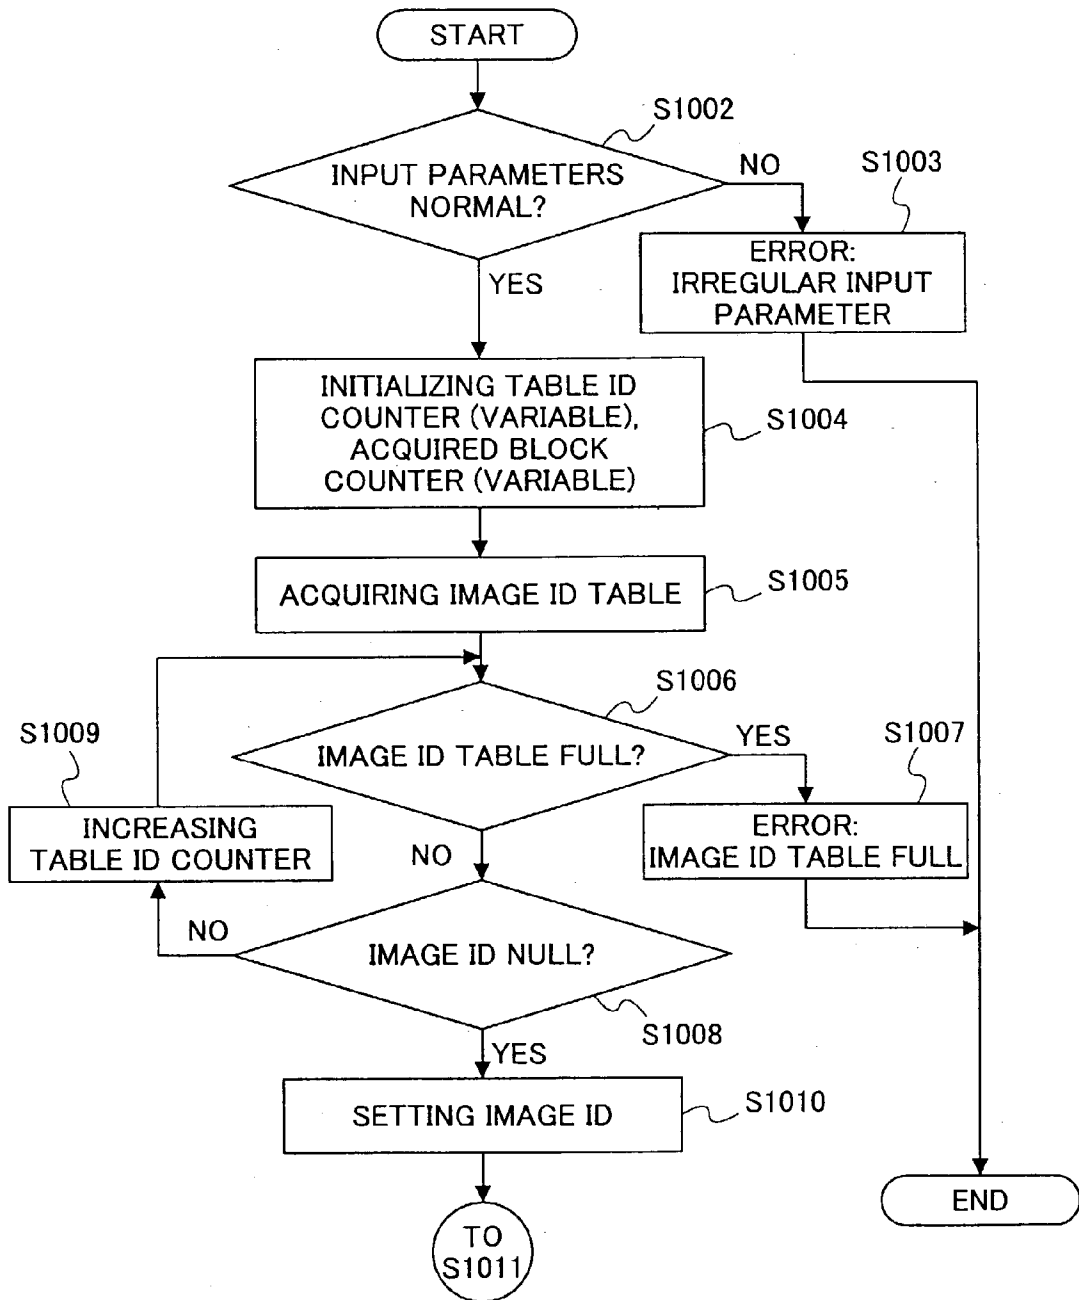 START
S1002
INPUT PARAMETERS
NORMAL?
NO
S1003
ERROR:
IRREGULAR INPUT
PARAMETER
YES
INITIALIZING TABLE ID
COUNTER (VARIABLE),
ACQUIRED BLOCK
COUNTER (VARIABLE)
S1004
ACQUIRING IMAGE ID TABLE
S1005
S1006
IMAGE ID TABLE FULL?
YES
S1007
ERROR:
IMAGE ID TABLE FULL
S1009
INCREASING
TABLE ID COUNTER
NO
NO
IMAGE ID NULL?
S1008
YES
SETTING IMAGE ID
S1010
END
TO
S1011